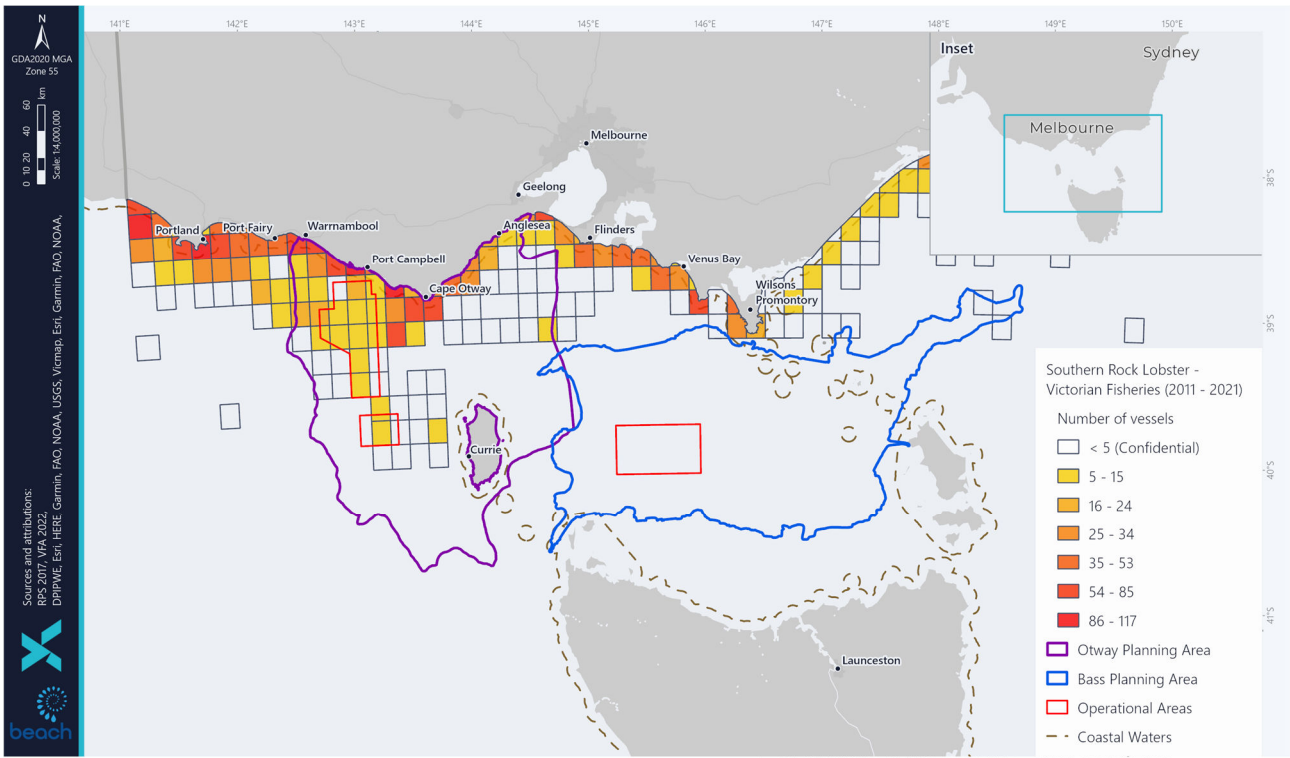 141°E
142°E
143°E
144°E
145°E
146°E
147°E
148°E
149°E
150°E
N
GDA2020 MGA
Zone 55
0 10 20 40 60 km
Scale: 1:4,000,000
Inset
Sydney
Melbourne
Melbourne
Geelong
38°S
Portland
Port Fairy
Warrnambool
Anglesea
Flinders
Port Campbell
Venus Bay
Cape Otway
Wilsons
Promontory
39°S
Currie
40°S
41°S
Launceston
Southern Rock Lobster -
Victorian Fisheries (2011 - 2021)
Number of vessels
< 5 (Confidential)
5 - 15
16 - 24
25 - 34
35 - 53
54 - 85
86 - 117
Otway Planning Area
Bass Planning Area
Operational Areas
Coastal Waters
Sources and attributions:
RPS 2017, VFA 2022,
DPIPWE, Esri, HERE, Garmin, FAO, NOAA, USGS, Vicmap, Esri, Garmin, FAO, NOAA,
beach